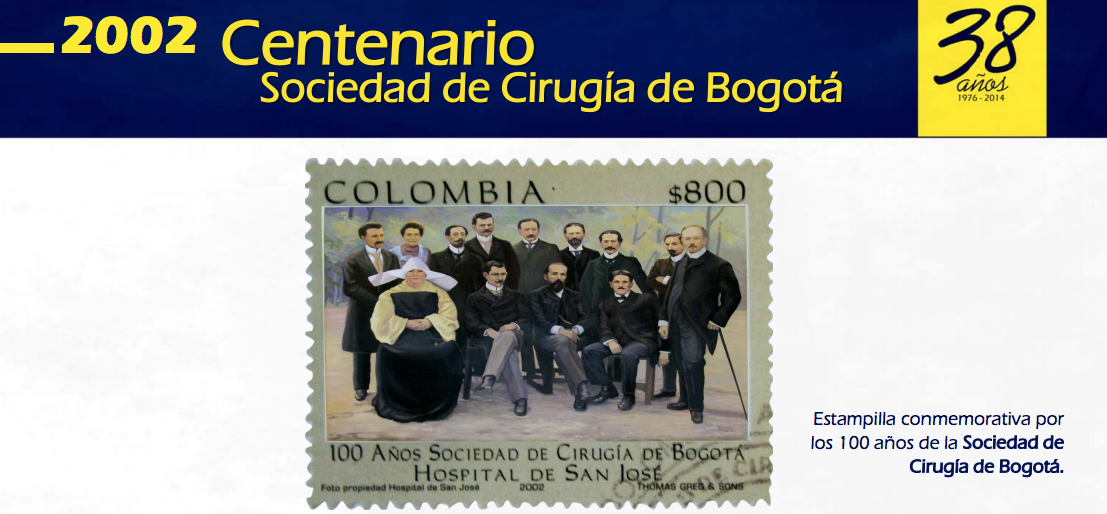 2002 Centenario
Sociedad de Cirugía de Bogotá
38
años
1976 - 2014
COLOMBIA
$800
100 AÑOS SOCIEDAD DE CIRUGÍA DE BOGOTÁ
HOSPITAL DE SAN JOSÉ
Foto propiedad Hospital de San José 2002 THOMAS GREG & SONS
Estampilla conmemorativa por
los 100 años de la Sociedad de
Cirugía de Bogotá.